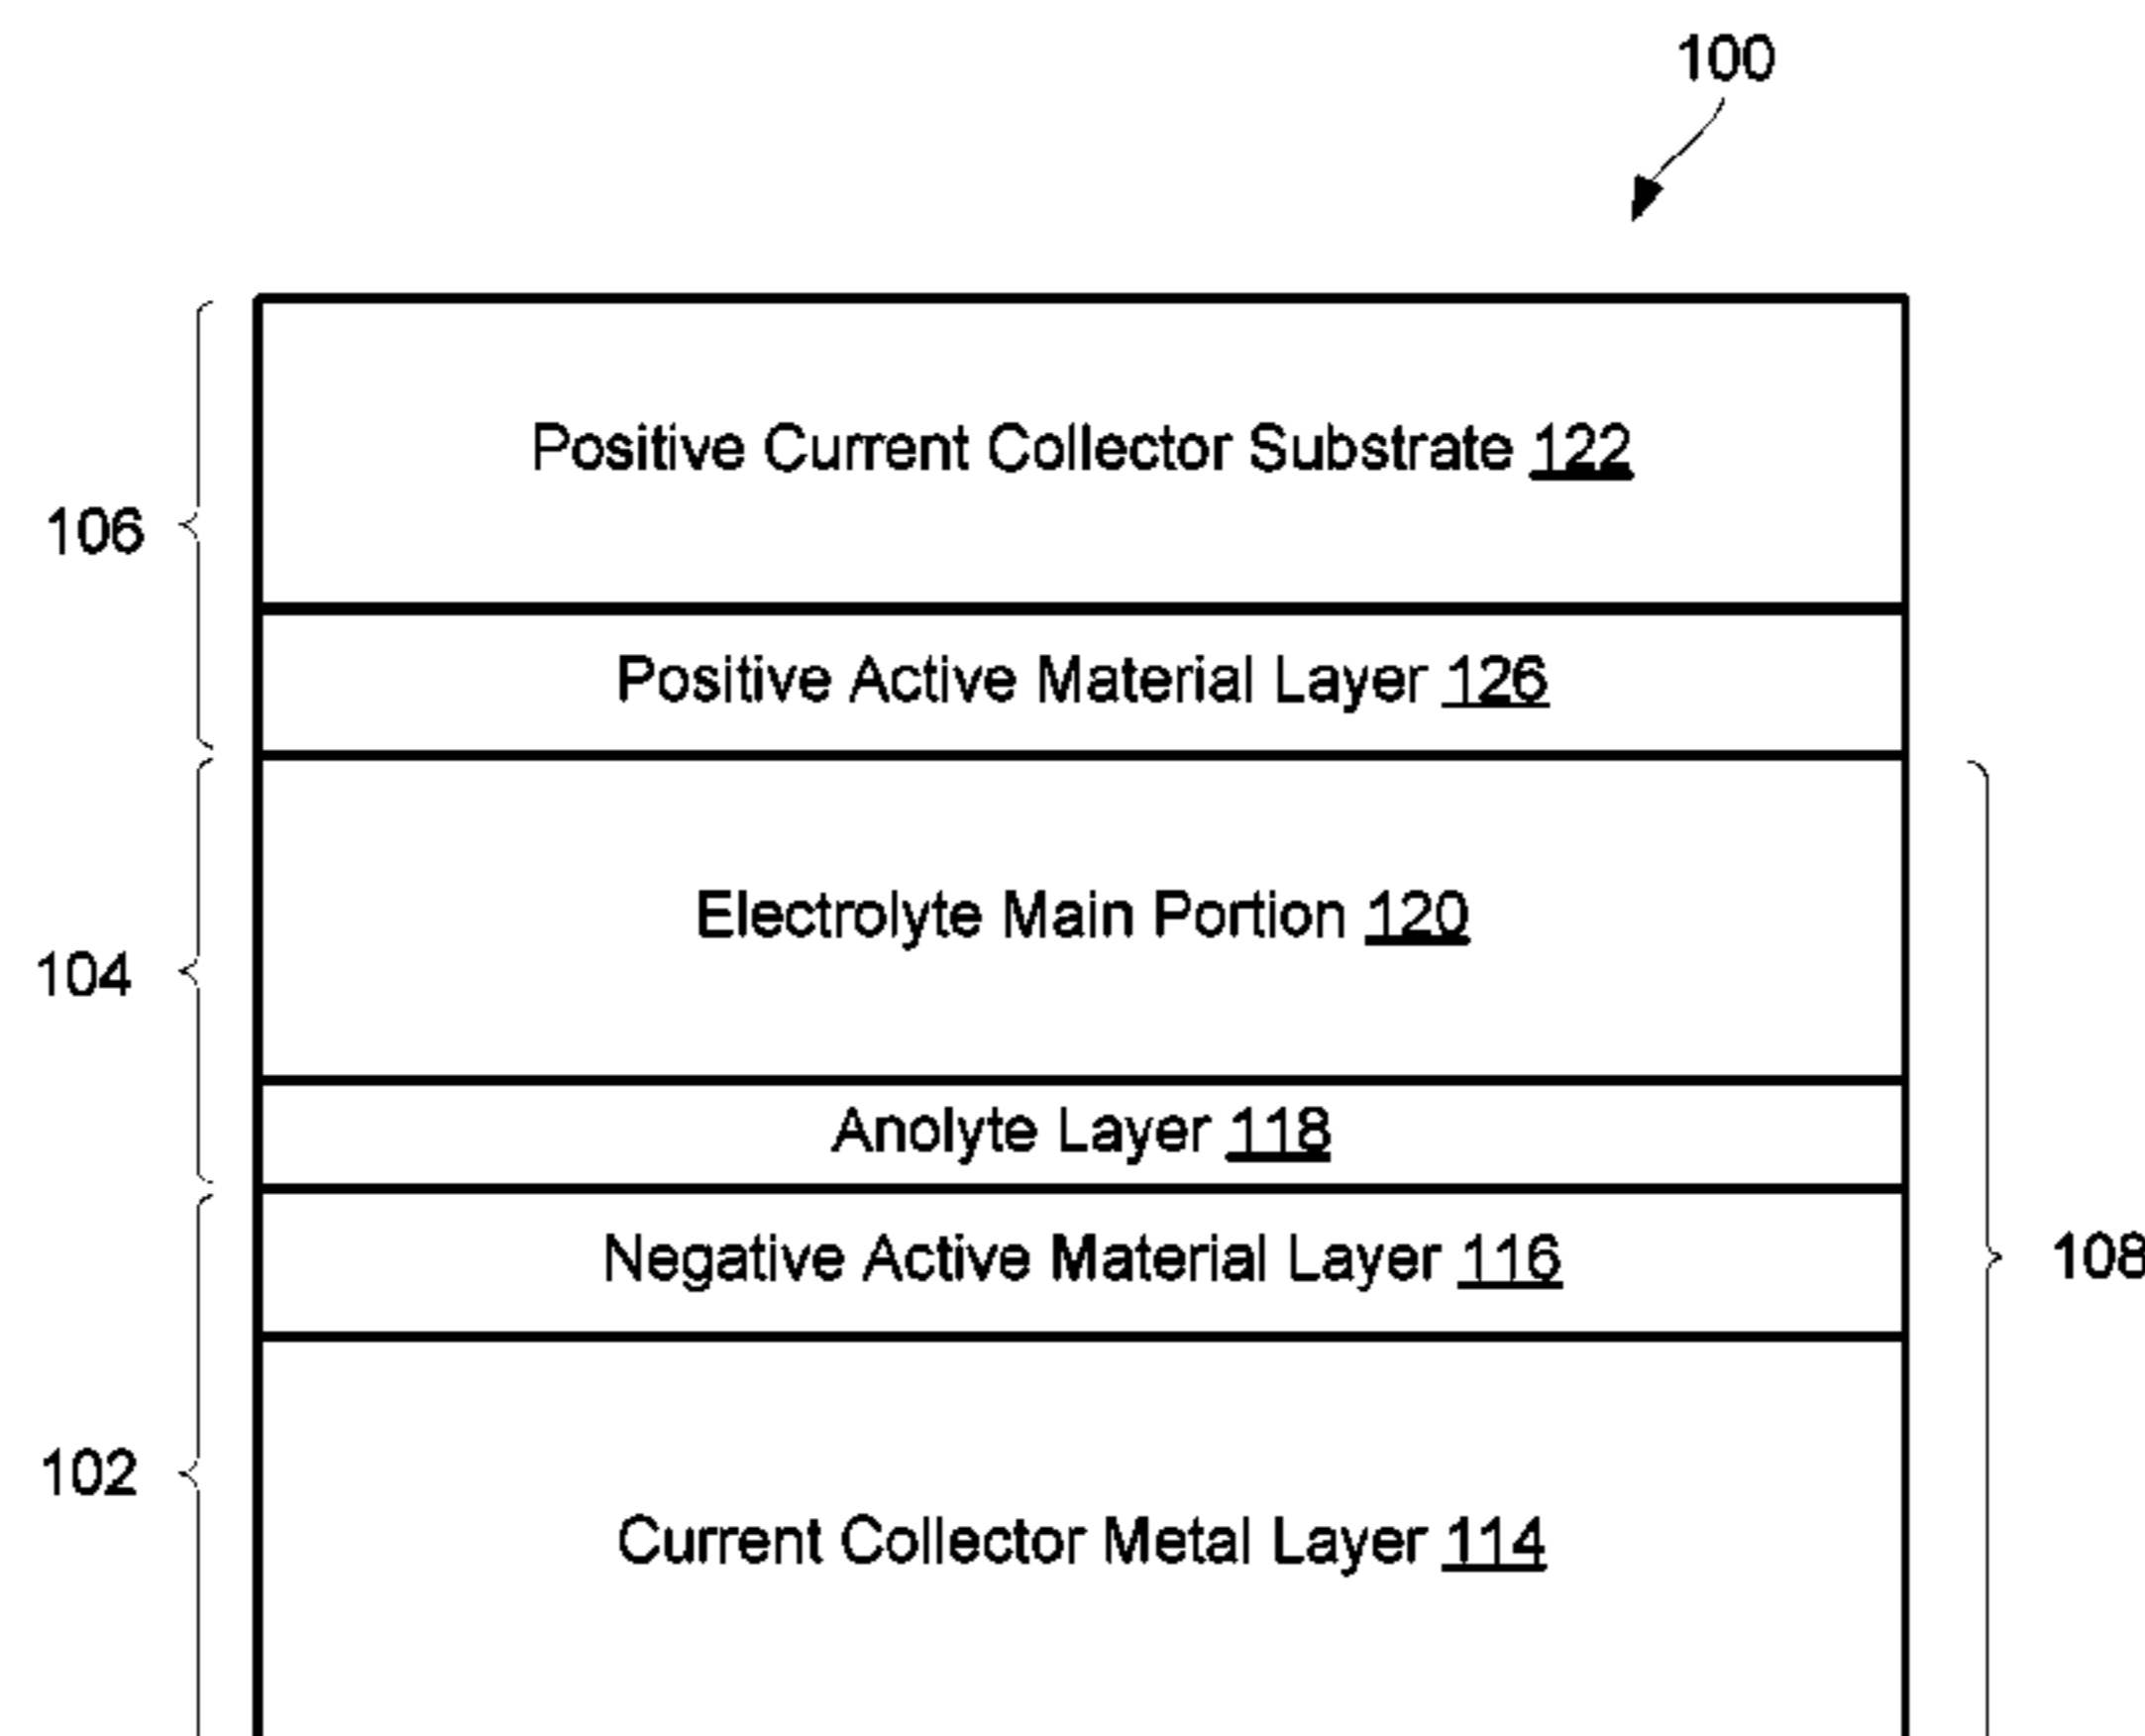 100
Positive Current Collector Substrate 122
106
Positive Active Material Layer 126
Electrolyte Main Portion 120
104
Anolyte Layer 118
Negative Active Material Layer 116
108
102
Current Collector Metal Layer 114